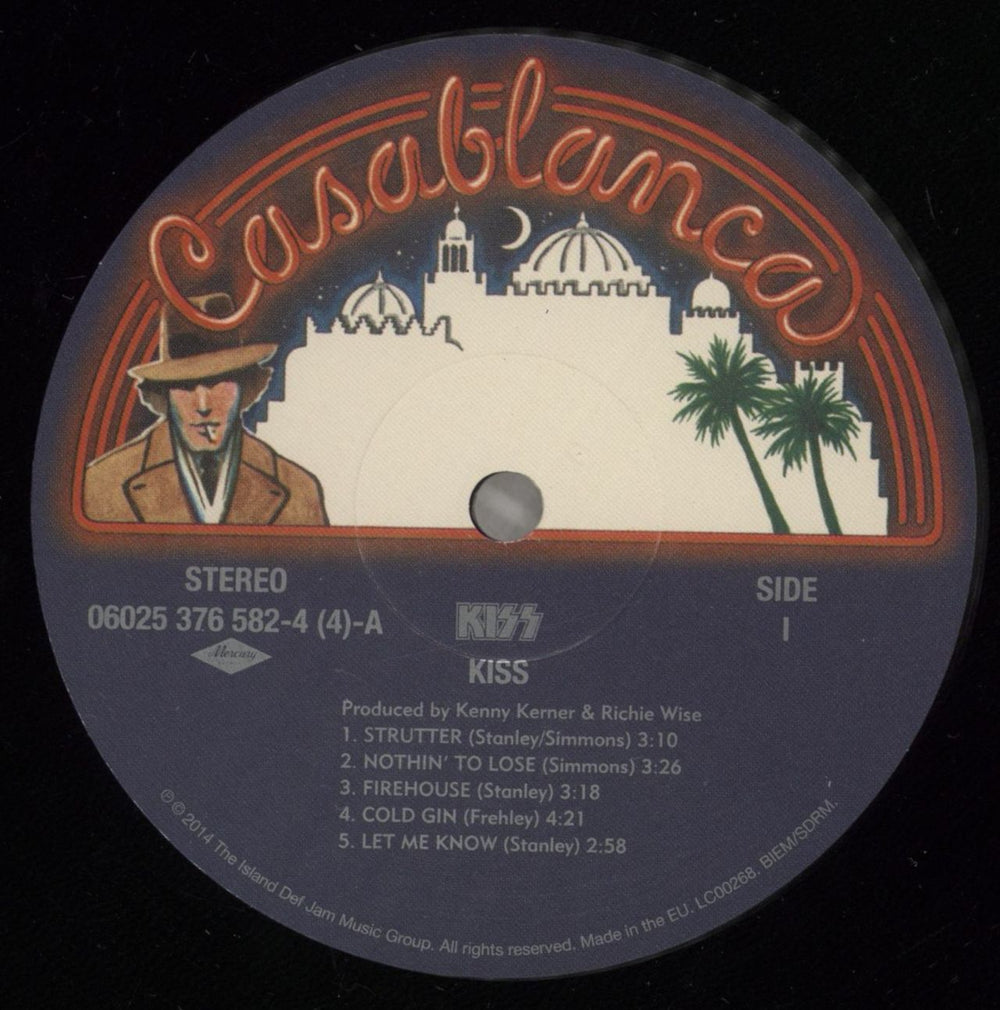 Casablanca
STEREO
06025 376 582-4 (4)-A
Mercury
SIDE
I
KISS
KISS
Produced by Kenny Kerner & Richie Wise
1. STRUTTER (Stanley/Simmons) 3:10
2. NOTHIN' TO LOSE (Simmons) 3:26
3. FIREHOUSE (Stanley) 3:18
4. COLD GIN (Frehley) 4:21
5. LET ME KNOW (Stanley) 2:58
℗ © 2014 The Island Def Jam Music Group. All rights reserved. Made in the EU. LC00268. BIEM/SDRM.